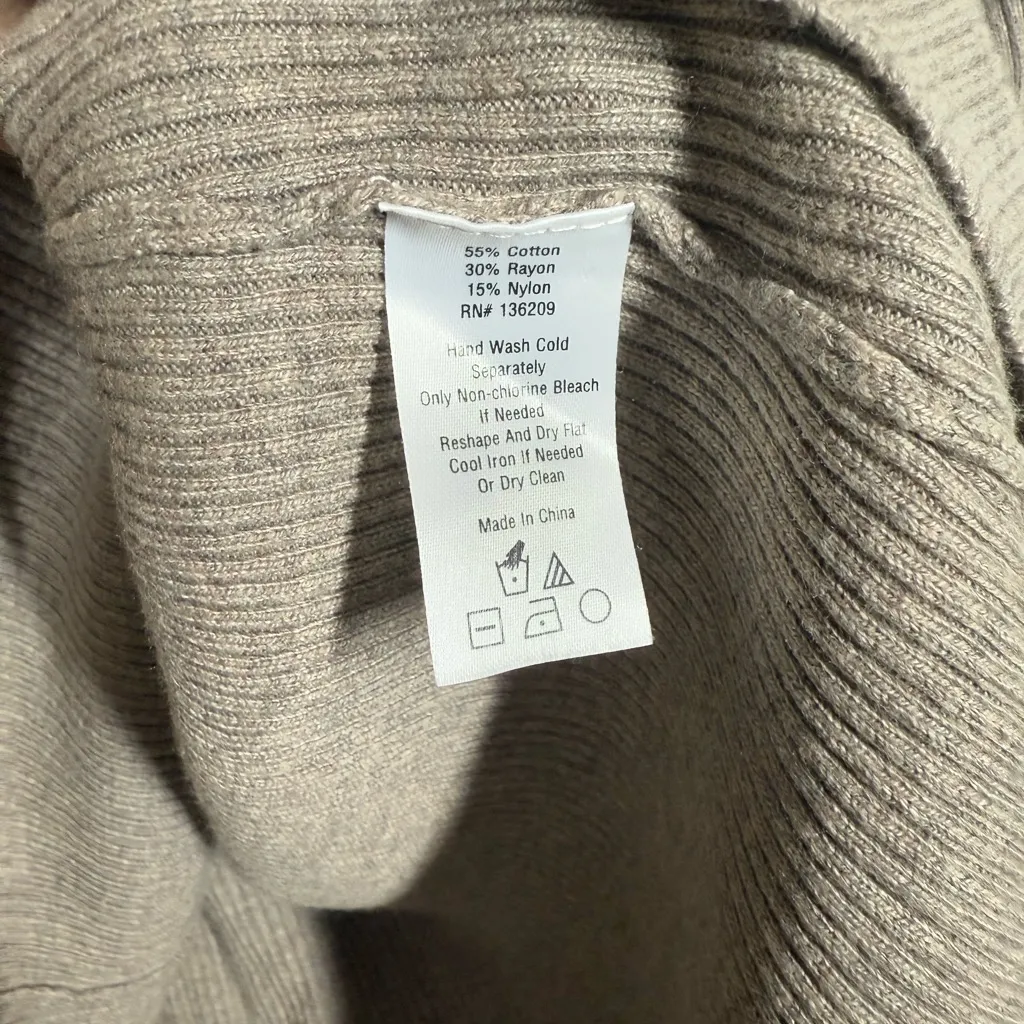 55% Cotton
30% Rayon
15% Nylon
RN# 136209
Hand Wash Cold
Separately
Only Non-chlorine Bleach
If Needed
Reshape And Dry Flat
Cool Iron If Needed
Or Dry Clean
Made In China